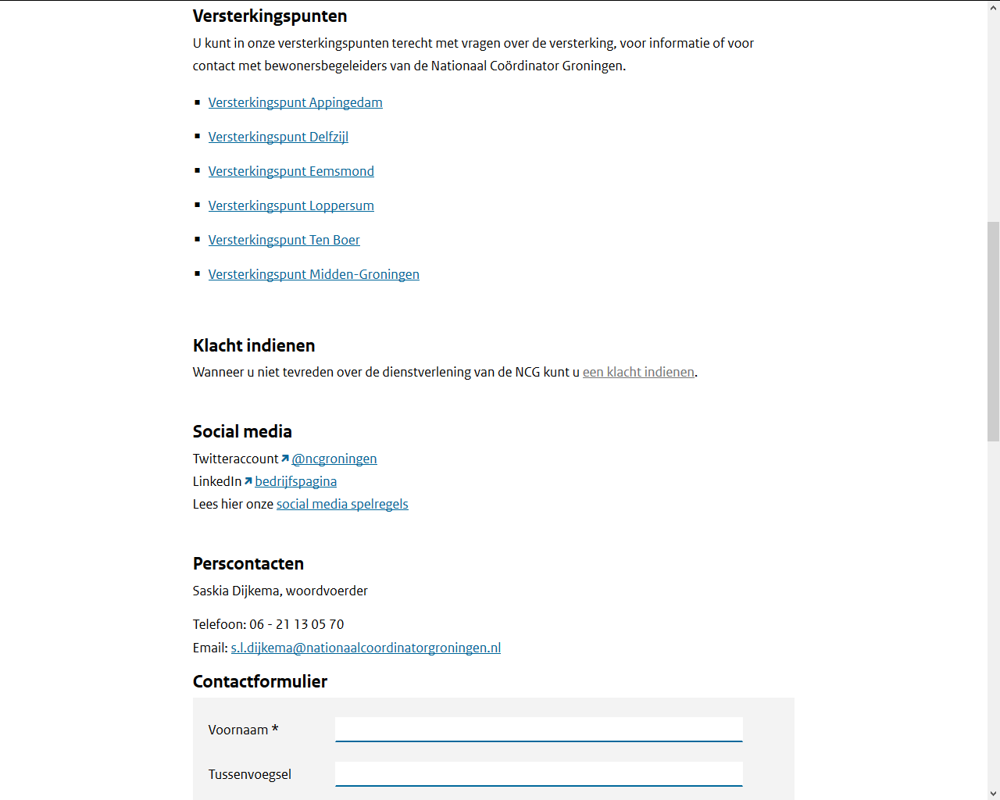 Versterkingspunten
U kunt in onze versterkingspunten terecht met vragen over de versterking, voor informatie of voor
contact met bewonersbegeleiders van de Nationaal Coördinator Groningen.
Versterkingspunt Appingedam
Versterkingspunt Delfzijl
Versterkingspunt Eemsmond
Versterkingspunt Loppersum
Versterkingspunt Ten Boer
Versterkingspunt Midden-Groningen
Klacht indienen
Wanneer u niet tevreden over de dienstverlening van de NCG kunt u een klacht indienen.
Social media
Twitteraccount @ncgroningen
LinkedIn bedrijfspagina
Lees hier onze social media spelregels
Perscontacten
Saskia Dijkema, woordvoerder
Telefoon: 06 - 21 13 05 70
Email: s.l.dijkema@nationaalcoordinatorgroningen.nl
Contactformulier
Voornaam *
Tussenvoegsel